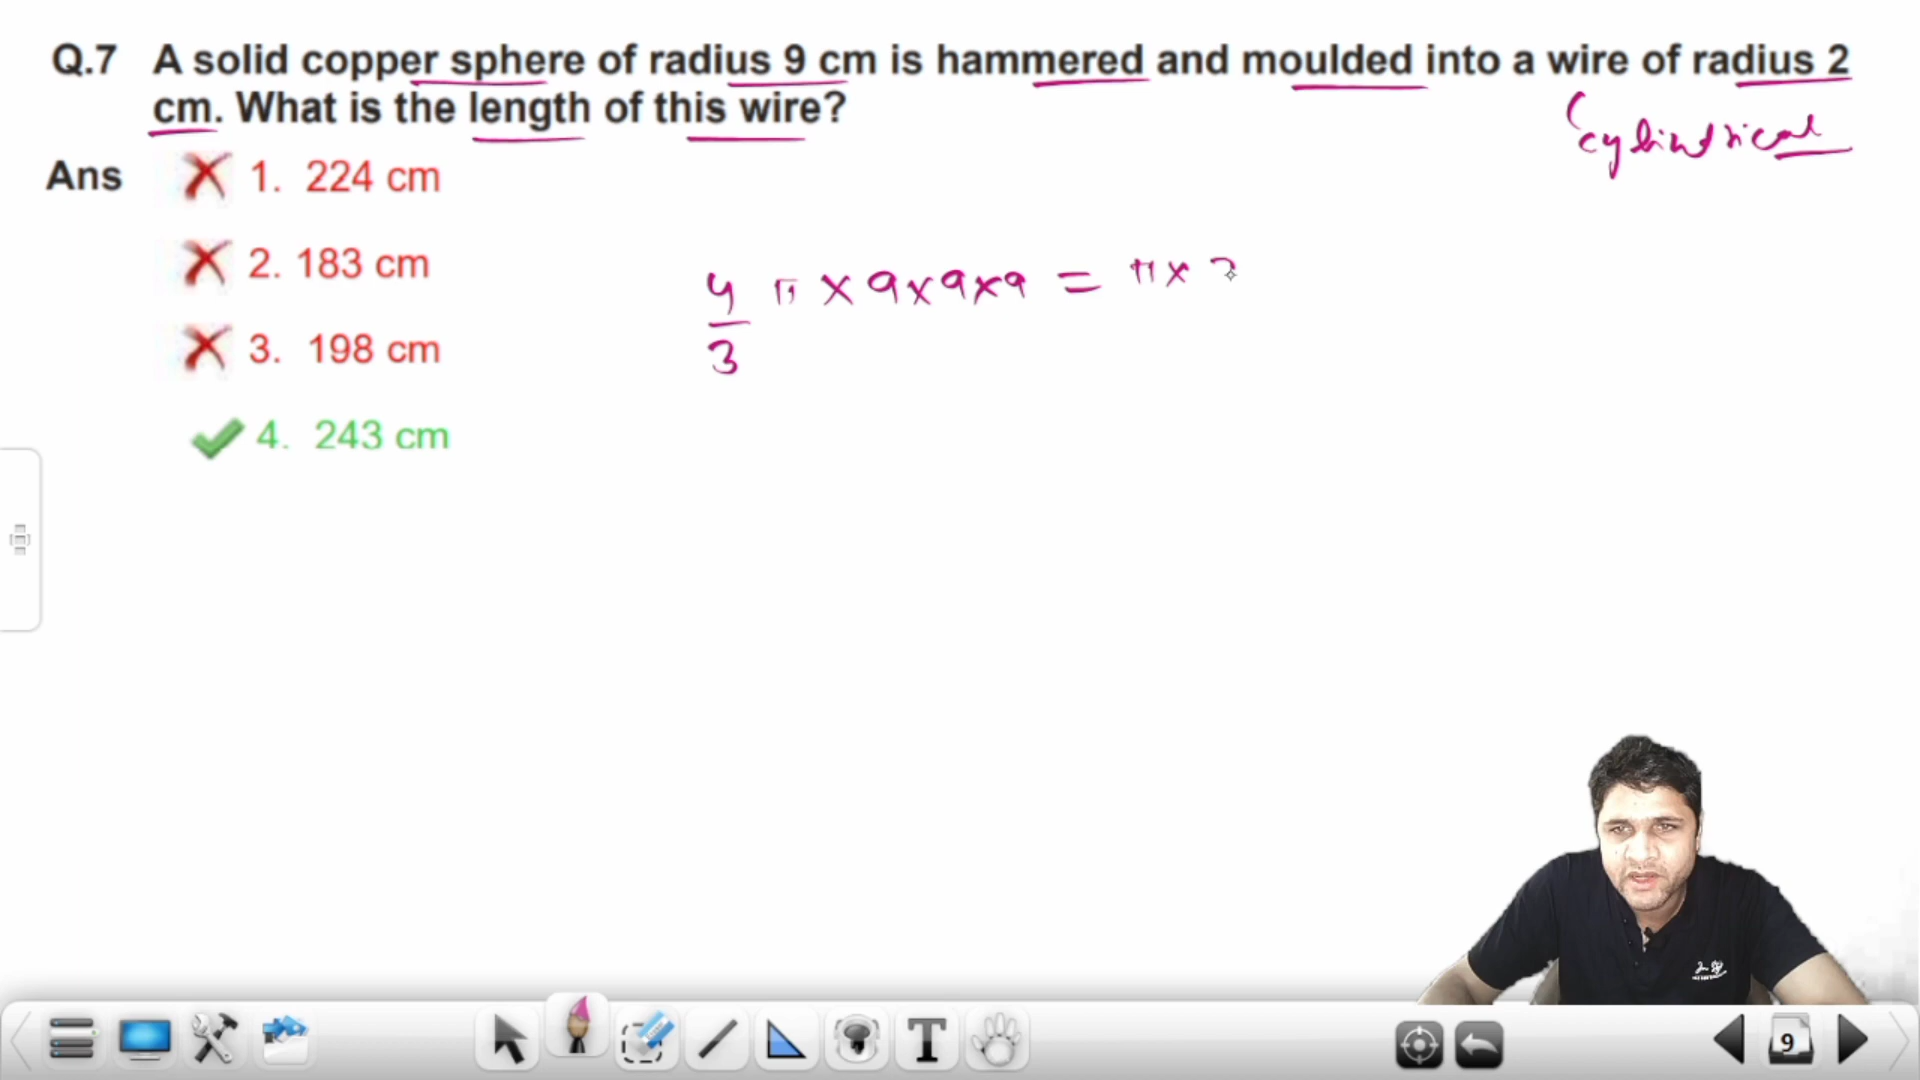 Q.7 A solid copper sphere of radius 9 cm is hammered and moulded into a wire of radius 2
cm. What is the length of this wire?
(cylindrical
Ans 1. 224 cm
2. 183 cm
3. 198 cm
4. 243 cm
4/3 π × 9×9×9 = π × 2
T
9